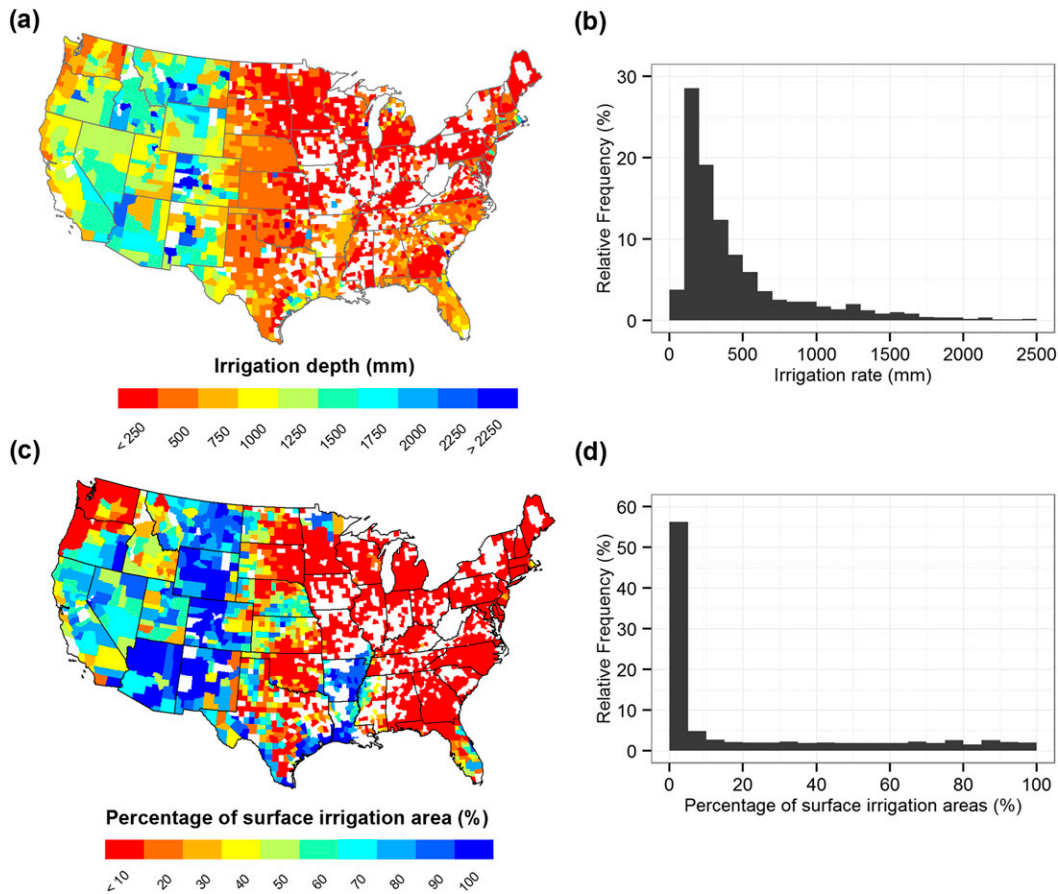 (a)
(b)
Relative Frequency (%)
30
20
10
0
0 500 1000 1500 2000 2500
Irrigation rate (mm)
Irrigation depth (mm)
< 250 500 750 1000 1250 1500 1750 2000 2250 > 2250
(c)
(d)
Relative Frequency (%)
60
50
40
30
20
10
0
0 20 40 60 80 100
Percentage of surface irrigation areas (%)
Percentage of surface irrigation area (%)
< 10 20 30 40 50 60 70 80 90 100